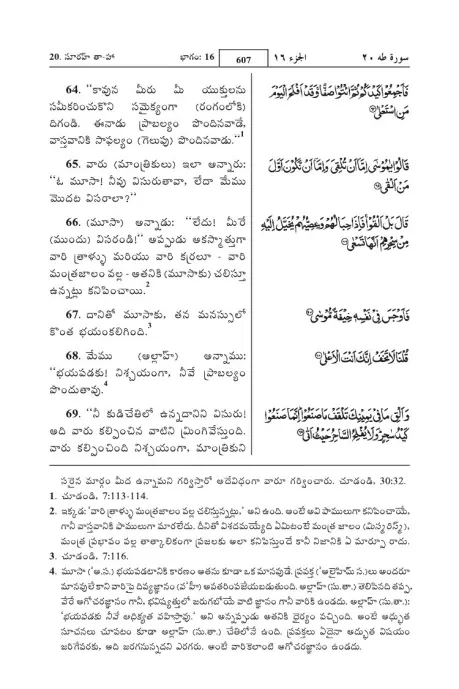 20. సూరహ్ తా-హా భాగం: 16 607 الجزء ١٦ سورة طه ٢٠
64. "కావున మీరు మీ యుక్తులను
సమీకరించుకొని సమైక్యంగా (రంగంలోకి)
దిగండి. ఈనాడు ప్రాబల్యం పొందినవాడే,
వాస్తవానికి సాఫల్యం (గెలుపు) పొందినవాడు."1
فَأَجْمِعُوا كَيْدَكُمْ ثُمَّ ائْتُوا صَفًّا وَقَدْ أَفْلَحَ الْيَوْمَ
مَنِ اسْتَعْلَى
65. వారు (మాంత్రికులు) ఇలా అన్నారు:
"ఓ మూసా! నీవు విసురుతావా, లేదా మేము
మొదట విసరాలా?"
قَالُوا يَا مُوسَى إِمَّا أَنْ تُلْقِيَ وَإِمَّا أَنْ نَكُونَ أَوَّلَ
مَنْ أَلْقَى
66. (మూసా) అన్నాడు: "లేదు! మీరే
(ముందు) విసరండి!" అప్పుడు అకస్మాత్తుగా
వారి త్రాళ్ళు మరియు వారి కర్రలూ - వారి
మంత్రజాలం వల్ల - అతనికి (మూసాకు) చలిస్తూ
ఉన్నట్లు కనిపించాయి.2
قَالَ بَلْ أَلْقُوا فَإِذَا حِبَالُهُمْ وَعِصِيُّهُمْ يُخَيَّلُ إِلَيْهِ
مِنْ سِحْرِهِمْ أَنَّهَا تَسْعَى
67. దానితో మూసాకు, తన మనస్సులో
కొంత భయంకలిగింది.3
فَأَوْجَسَ فِي نَفْسِهِ خِيفَةً مُوسَى
68. మేము (అల్లాహ్) అన్నాము:
"భయపడకు! నిశ్చయంగా, నీవే ప్రాబల్యం
పొందుతావు.4
قُلْنَا لَا تَخَفْ إِنَّكَ أَنْتَ الْأَعْلَى
69. "నీ కుడిచేతిలో ఉన్నదానిని విసురు!
అది వారు కల్పించిన వాటిని మ్రింగివేస్తుంది.
వారు కల్పించింది నిశ్చయంగా, మాంత్రికుని
وَأَلْقِ مَا فِي يَمِينِكَ تَلْقَفْ مَا صَنَعُوا إِنَّمَا صَنَعُوا
كَيْدُ سَاحِرٍ وَلَا يُفْلِحُ السَّاحِرُ حَيْثُ أَتَى
సరైన మార్గం మీద ఉన్నామని గర్విస్తారో ఆదేవిధంగా వారూ గర్వించారు. చూడండి, 30:32.
1. చూడండి, 7:113-114.
2. ఇక్కడ: 'వారి త్రాళ్ళు మంత్రజాలం వల్ల చలిస్తున్నట్లు,' అని ఉంది. అంటే అవి పాములుగా కనిపించాయే,
గానీ వాస్తవానికి పాములుగా మారలేదు. దీనితో విశదమయ్యేది ఏమిటంటే మంత్ర జాలం (మిస్మరిన్మ్),
మంత్ర ప్రభావం వల్ల తాత్కాలికంగా ప్రజలకు అలా కనిపిస్తుందే కానీ నిజానికి ఏ మార్పూ రాదు.
3. చూడండి, 7:116.
4. మూసా ('అ.స.) భయపడటానికి కారణం అతను కూడా ఒక మానవుడే. ప్రవక్త ('అలైహిమ్ స.)లు అందరూ
మానవులే కాని వారిపై దివ్యజ్ఞానం (వ'హీ) అవతరింపజేయబడుతుంది. అల్లాహ్ (సు.తా.) తెలిపినది తప్ప,
వేరే అగోచరజ్ఞానం గానీ, భవిష్యత్తులో జరుగబోయే వాటి జ్ఞానం గానీ వారికి ఉండదు. అల్లాహ్ (సు.తా.):
'భయపడకు నీవే ఆధిక్యత వహిస్తావు.' అని అన్నప్పుడు అతనికి ధైర్యం వచ్చింది. అంటే అద్భుత
సూచనలు చూపటం కూడా అల్లాహ్ (సు.తా.) చేతిలోనే ఉంది. ప్రవక్తలు ఏదైనా అద్భుత విషయం
జరిగేవరకు, అది జరగనున్నదని ఎరగరు. అంటే వారికెలాంటి అగోచరజ్ఞానం ఉండదు.